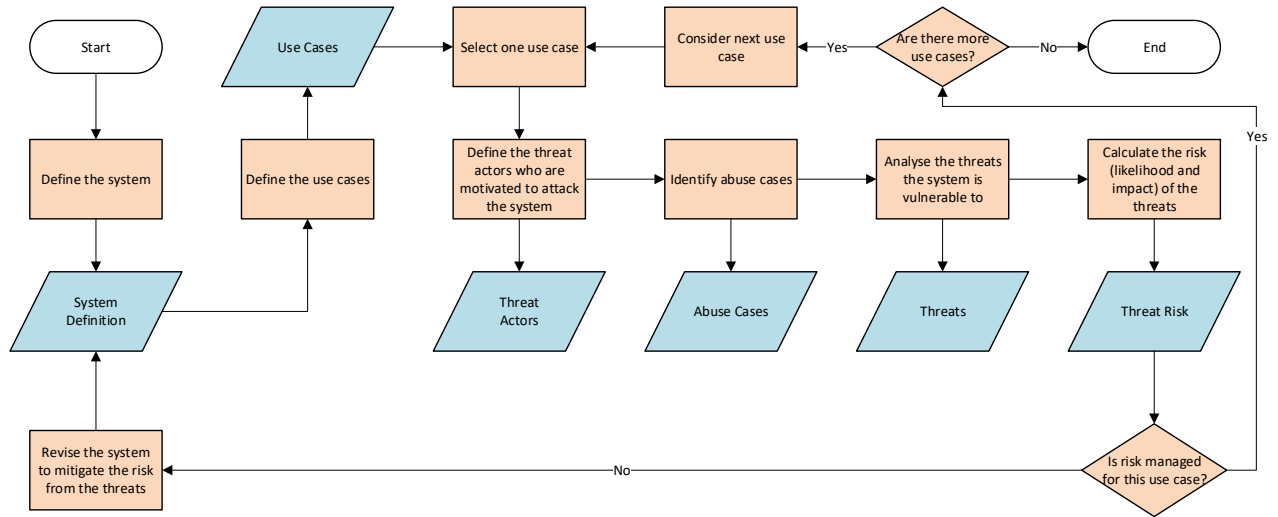 Start
Use Cases
Select one use case
Consider next use
case
Yes
Are there more
use cases?
No
End
Yes
Define the system
Define the use cases
Define the threat
actors who are
motivated to attack
the system
Identify abuse cases
Analyse the threats
the system is
vulnerable to
Calculate the risk
(likelihood and
impact) of the
threats
System
Definition
Threat
Actors
Abuse Cases
Threats
Threat Risk
Revise the system
to mitigate the risk
from the threats
No
Is risk managed
for this use case?